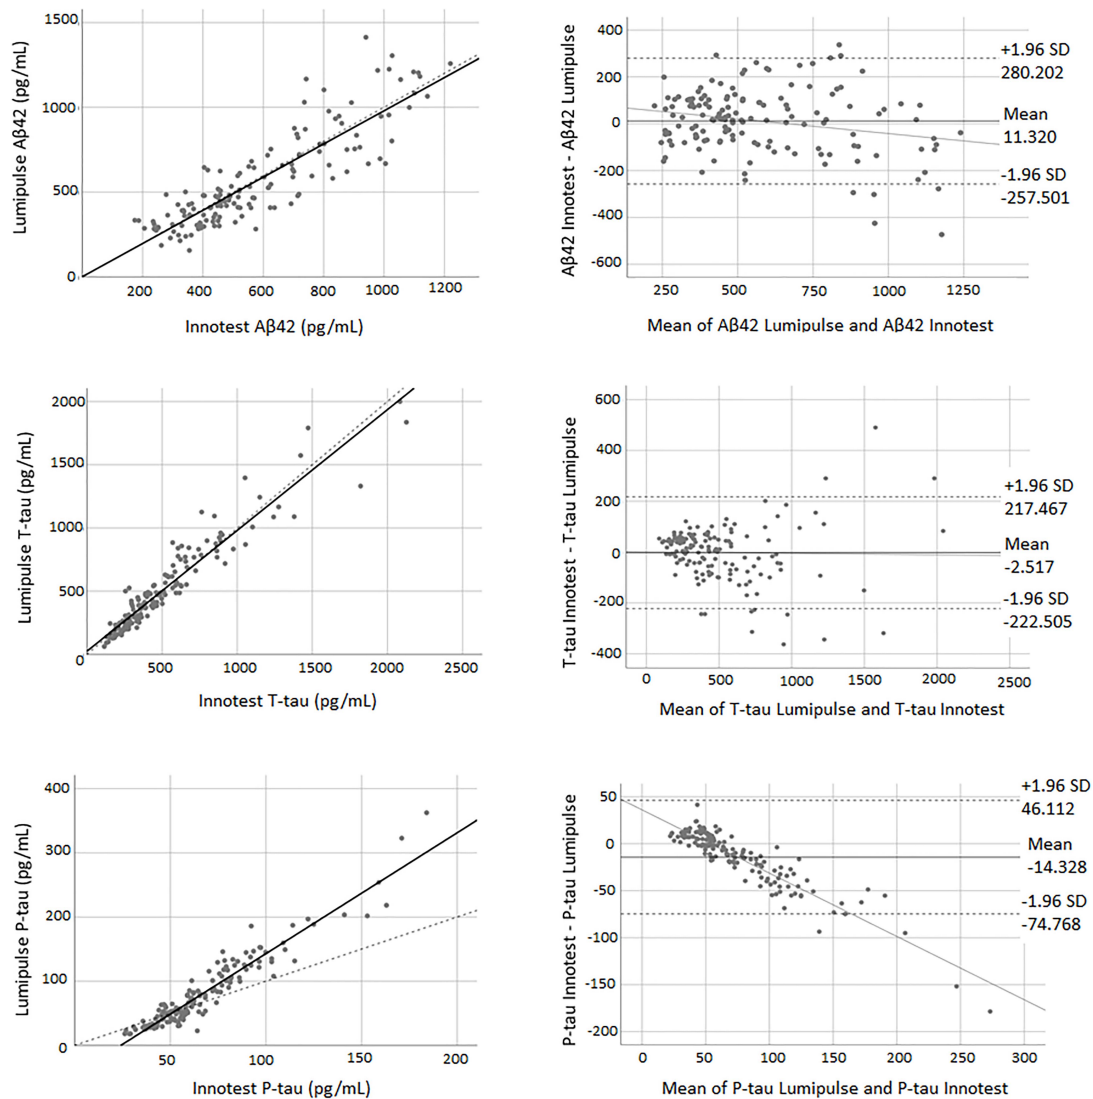 1500
1000
500
0
Lumipulse Aβ42 (pg/mL)
200 400 600 800 1000 1200
Innotest Aβ42 (pg/mL)
400
200
0
-200
-400
-600
Aβ42 Innotest - Aβ42 Lumipulse
+1.96 SD
280.202
Mean
11.320
-1.96 SD
-257.501
250 500 750 1000 1250
Mean of Aβ42 Lumipulse and Aβ42 Innotest
2000
1500
1000
500
0
Lumipulse T-tau (pg/mL)
500 1000 1500 2000 2500
Innotest T-tau (pg/mL)
600
400
200
0
-200
-400
T-tau Innotest - T-tau Lumipulse
+1.96 SD
217.467
Mean
-2.517
-1.96 SD
-222.505
0 500 1000 1500 2000 2500
Mean of T-tau Lumipulse and T-tau Innotest
400
300
200
100
0
Lumipulse P-tau (pg/mL)
50 100 150 200
Innotest P-tau (pg/mL)
50
0
-50
-100
-150
-200
P-tau Innotest - P-tau Lumipulse
+1.96 SD
46.112
Mean
-14.328
-1.96 SD
-74.768
0 50 100 150 200 250 300
Mean of P-tau Lumipulse and P-tau Innotest